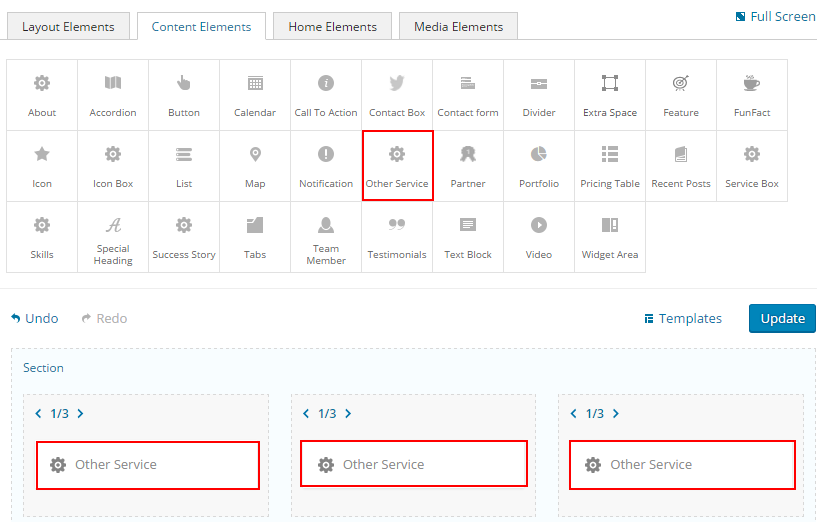 Full Screen
Layout Elements Content Elements Home Elements Media Elements
About Accordion Button Calendar Call To Action Contact Box Contact form Divider Extra Space Feature FunFact
Icon Icon Box List Map Notification Other Service Partner Portfolio Pricing Table Recent Posts Service Box
Skills Special Heading Success Story Tabs Team Member Testimonials Text Block Video Widget Area
Undo Redo Templates Update
Section
1/3 1/3 1/3
Other Service Other Service Other Service